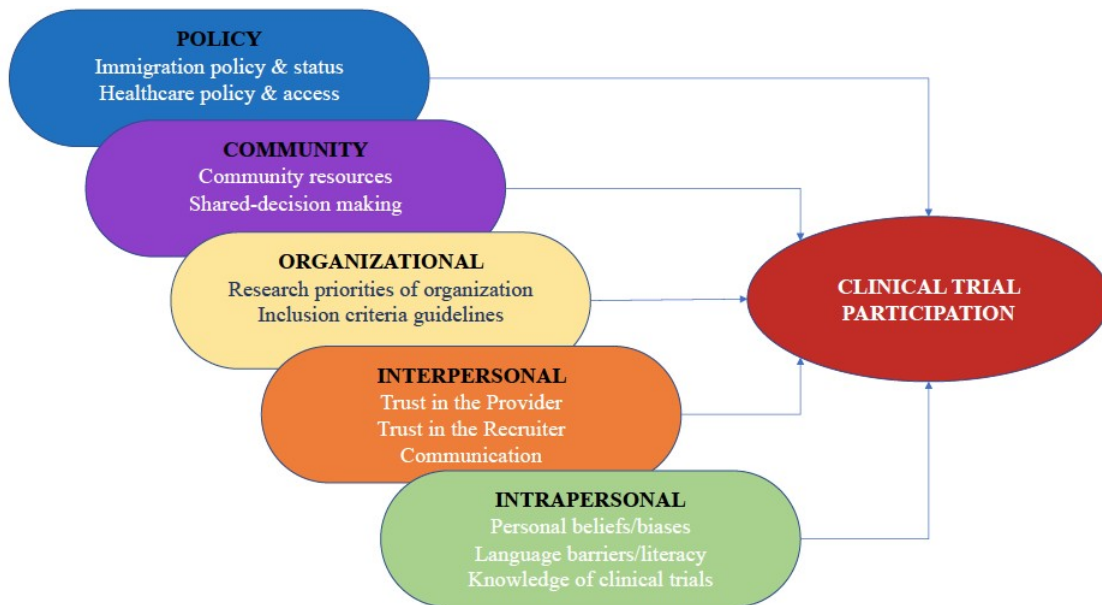 POLICY
Immigration policy & status
Healthcare policy & access
COMMUNITY
Community resources
Shared-decision making
ORGANIZATIONAL
Research priorities of organization
Inclusion criteria guidelines
INTERPERSONAL
Trust in the Provider
Trust in the Recruiter
Communication
INTRAPERSONAL
Personal beliefs/biases
Language barriers/literacy
Knowledge of clinical trials
CLINICAL TRIAL
PARTICIPATION